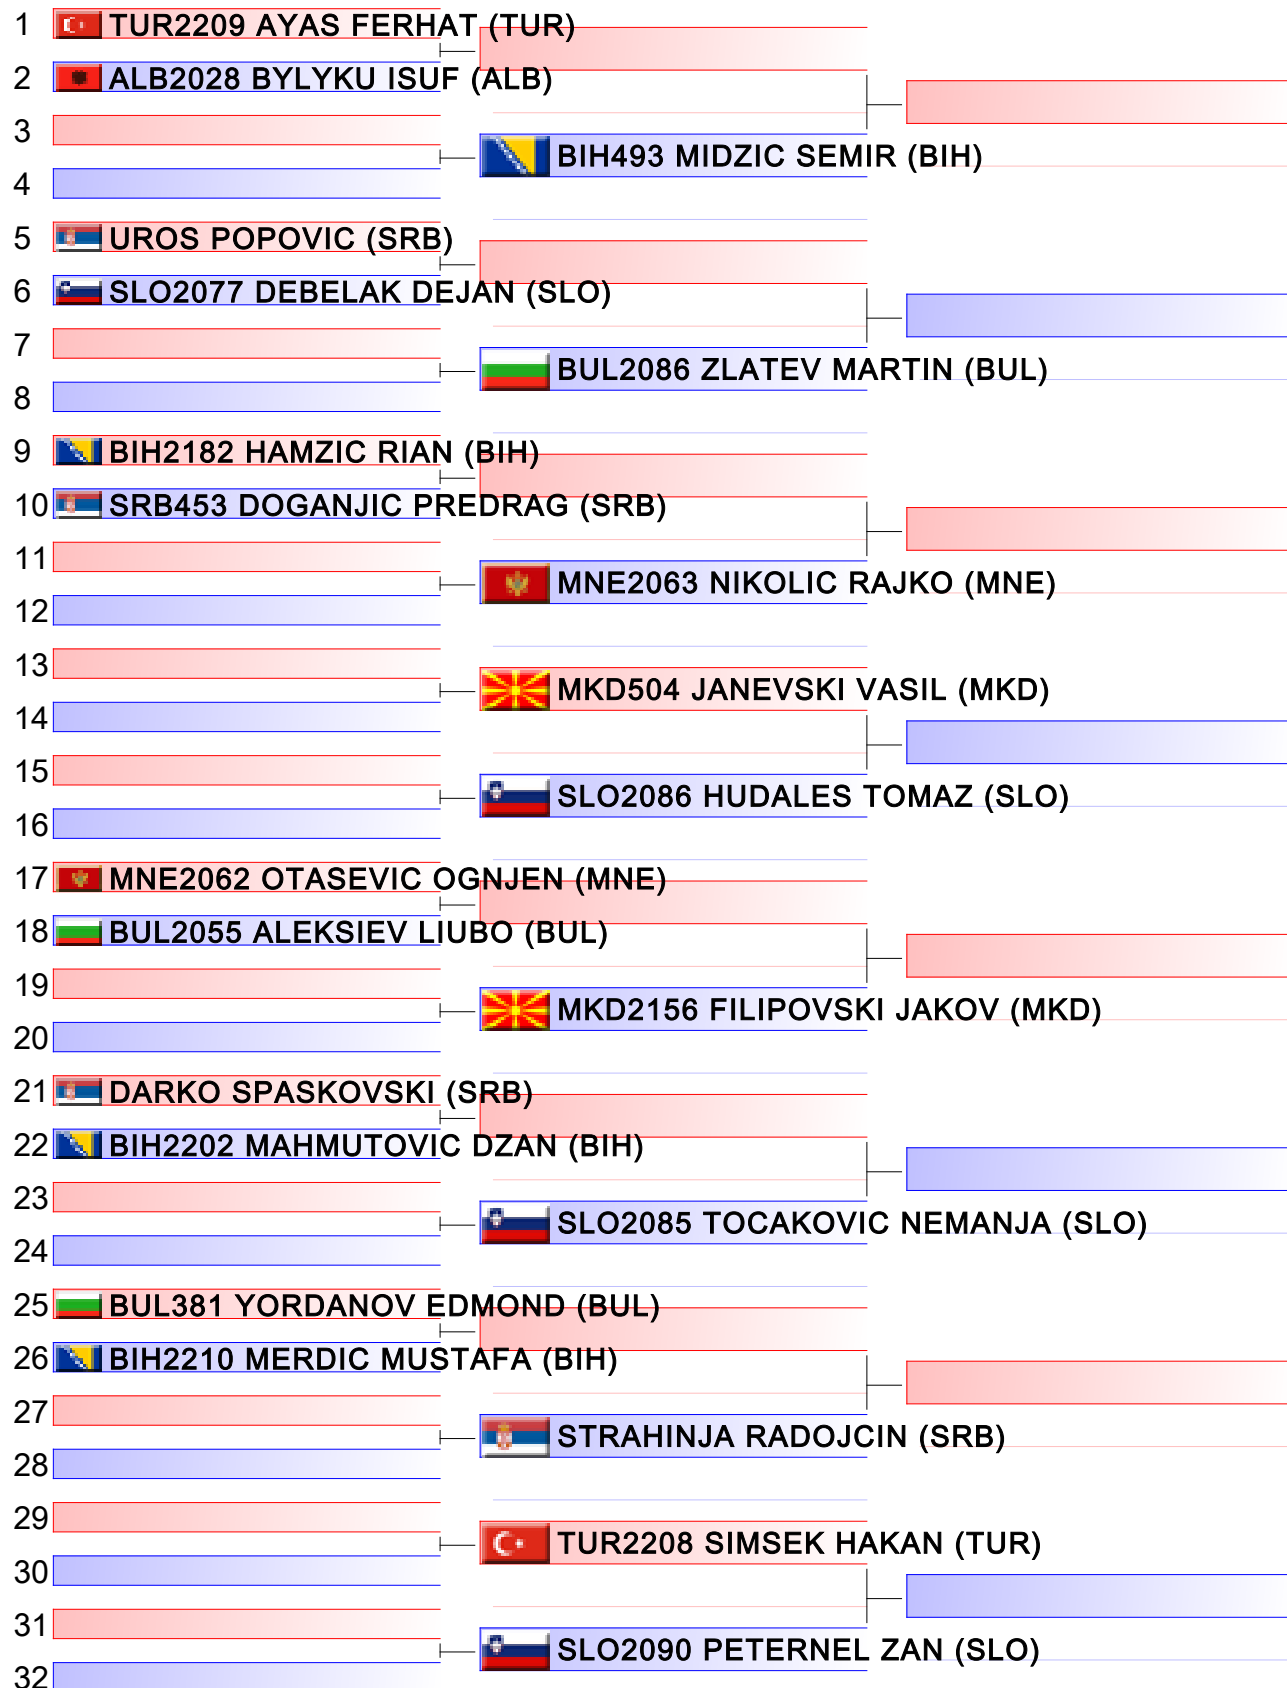 1 TUR2209 AYAS FERHAT (TUR)
2 ALB2028 BYLYKU ISUF (ALB)
3
BIH493 MIDZIC SEMIR (BIH)
4
5 UROS POPOVIC (SRB)
6 SLO2077 DEBELAK DEJAN (SLO)
7
BUL2086 ZLATEV MARTIN (BUL)
8
9 BIH2182 HAMZIC RIAN (BIH)
10 SRB453 DOGANJIC PREDRAG (SRB)
11
MNE2063 NIKOLIC RAJKO (MNE)
12
13
MKD504 JANEVSKI VASIL (MKD)
14
15
SLO2086 HUDALES TOMAZ (SLO)
16
17 MNE2062 OTASEVIC OGNJEN (MNE)
18 BUL2055 ALEKSIEV LIUBO (BUL)
19
MKD2156 FILIPOVSKI JAKOV (MKD)
20
21 DARKO SPASKOVSKI (SRB)
22 BIH2202 MAHMUTOVIC DZAN (BIH)
23
SLO2085 TOCAKOVIC NEMANJA (SLO)
24
25 BUL381 YORDANOV EDMOND (BUL)
26 BIH2210 MERDIC MUSTAFA (BIH)
27
STRAHINJA RADOJCIN (SRB)
28
29
TUR2208 SIMSEK HAKAN (TUR)
30
31
SLO2090 PETERNEL ZAN (SLO)
32